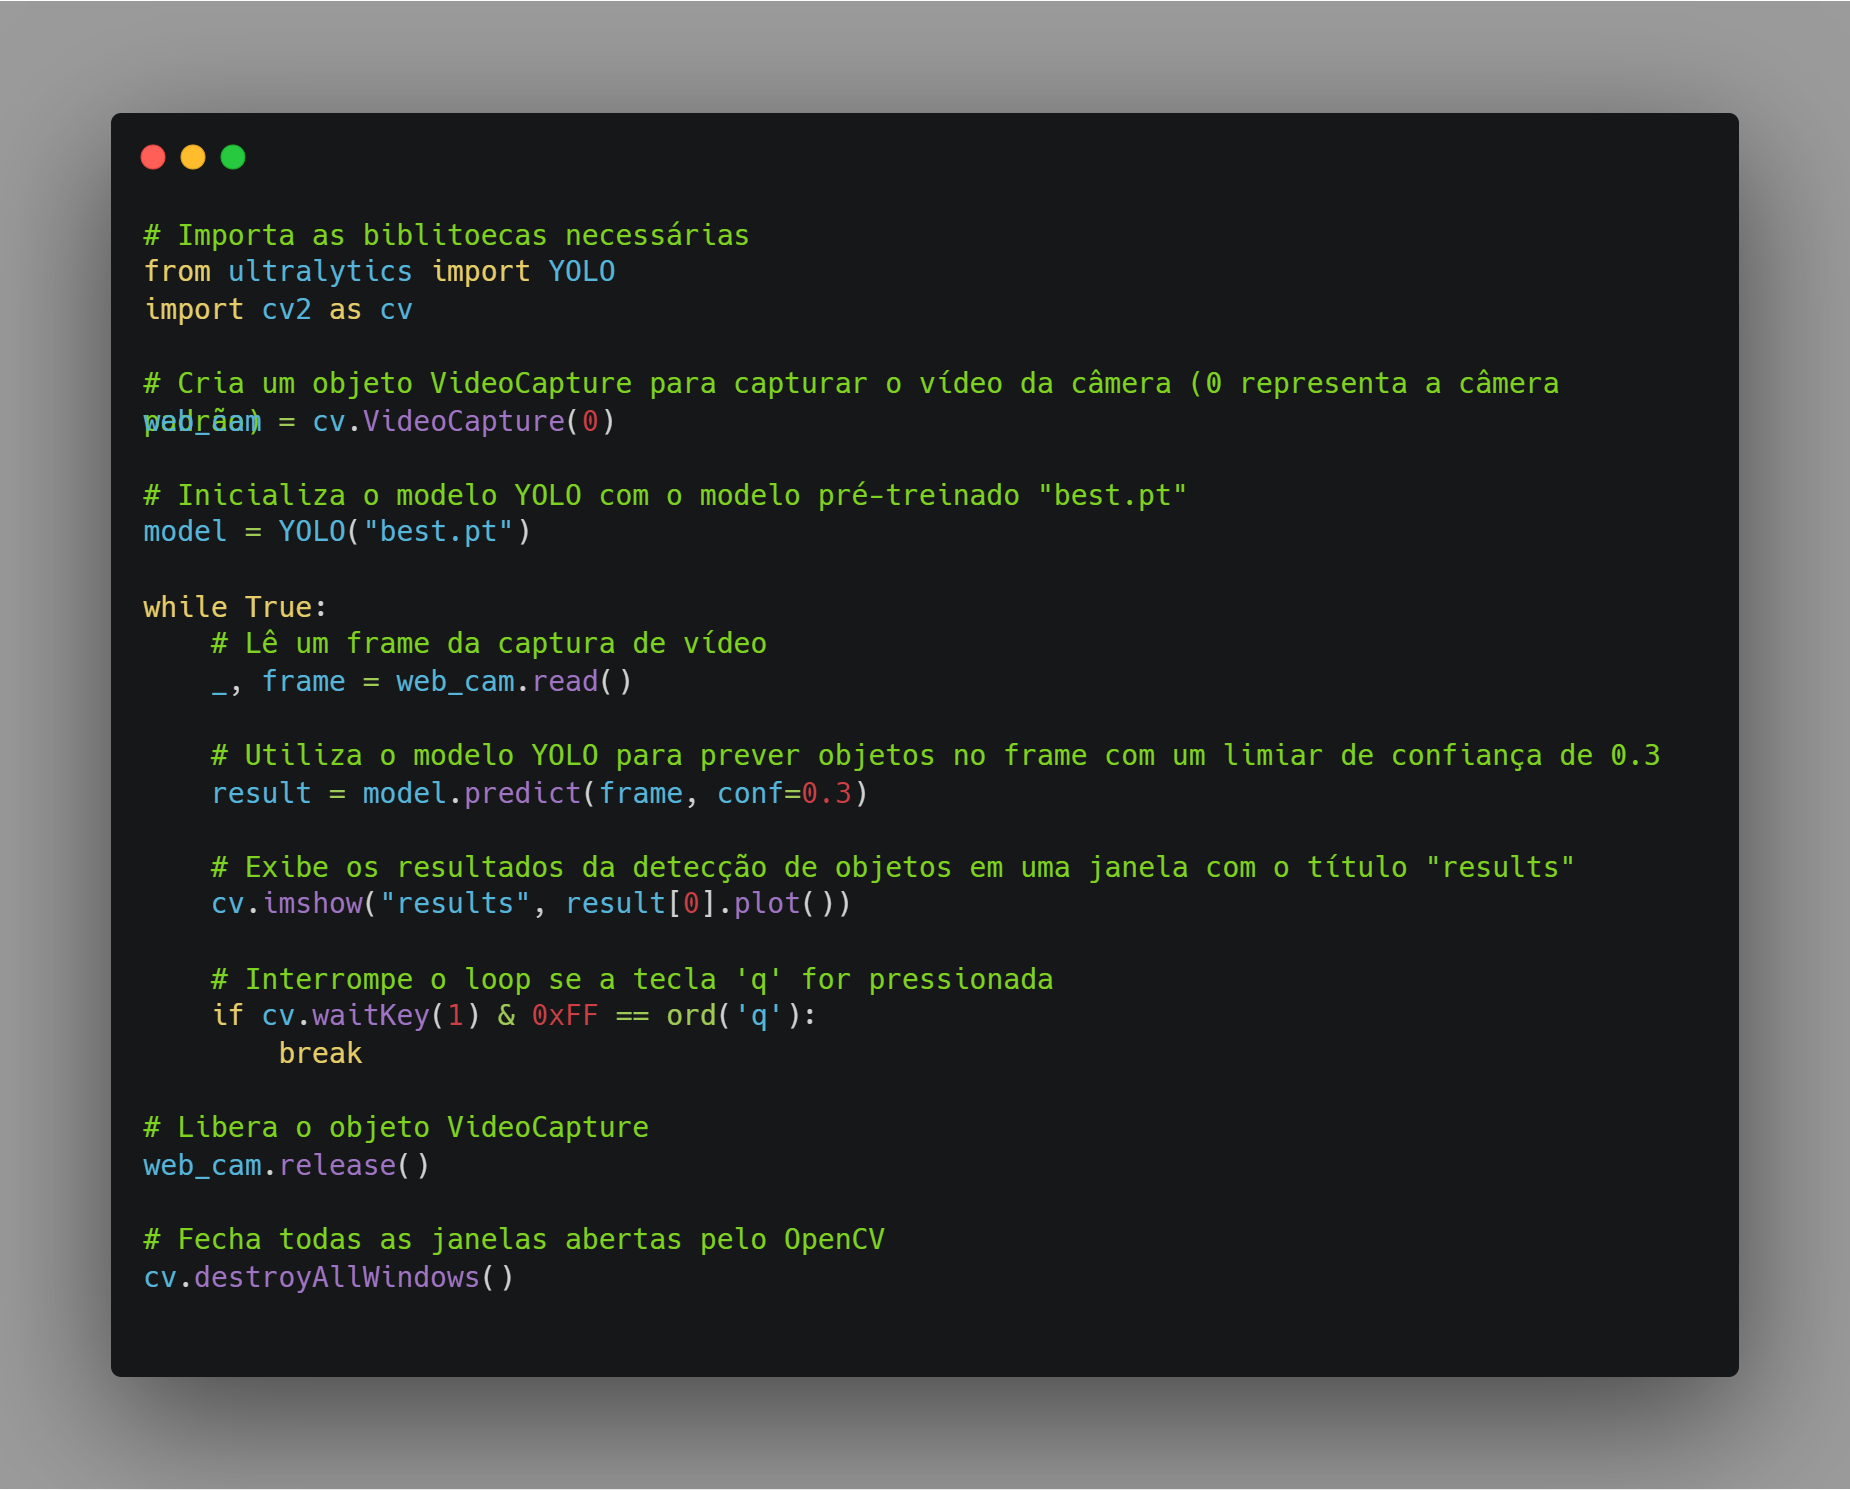 # Importa as biblitoecas necessárias
from ultralytics import YOLO
import cv2 as cv
# Cria um objeto VideoCapture para capturar o vídeo da câmera (0 representa a câmera
padrão)
web_cam = cv.VideoCapture(0)
# Inicializa o modelo YOLO com o modelo pré-treinado "best.pt"
model = YOLO("best.pt")
while True:
    # Lê um frame da captura de vídeo
    _, frame = web_cam.read()
    # Utiliza o modelo YOLO para prever objetos no frame com um limiar de confiança de 0.3
    result = model.predict(frame, conf=0.3)
    # Exibe os resultados da detecção de objetos em uma janela com o título "results"
    cv.imshow("results", result[0].plot())
    # Interrompe o loop se a tecla 'q' for pressionada
    if cv.waitKey(1) & 0xFF == ord('q'):
        break
# Libera o objeto VideoCapture
web_cam.release()
# Fecha todas as janelas abertas pelo OpenCV
cv.destroyAllWindows()